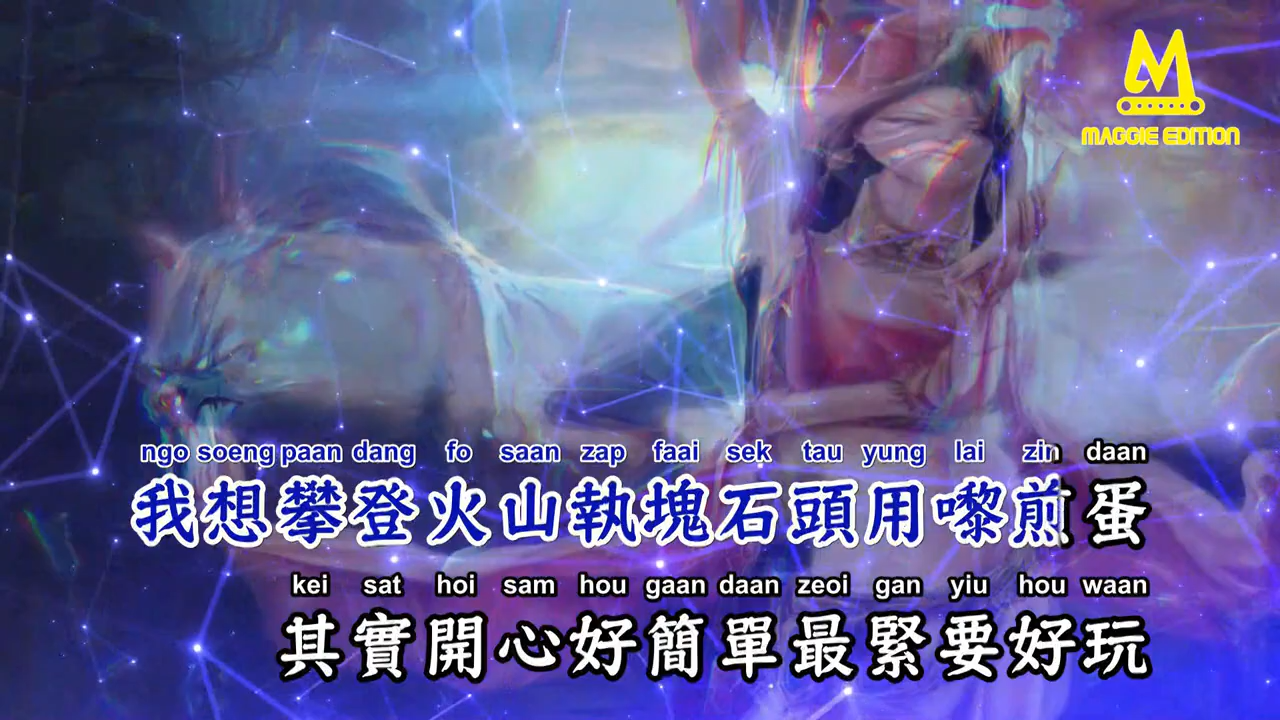 MAGGIE EDITION
ngo soeng paan dang fo saan zap faai sek tau yung lai zin daan
我想攀登火山執塊石頭用嚟煎蛋
kei sat hoi sam hou gaan daan zeoi gan yiu hou waan
其實開心好簡單最緊要好玩